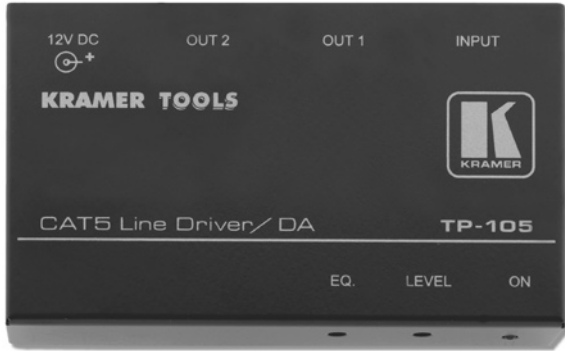 12V DC OUT 2 OUT 1 INPUT
+
KRAMER TOOLS
K
KRAMER
CAT5 Line Driver/DA TP-105
EQ. LEVEL ON